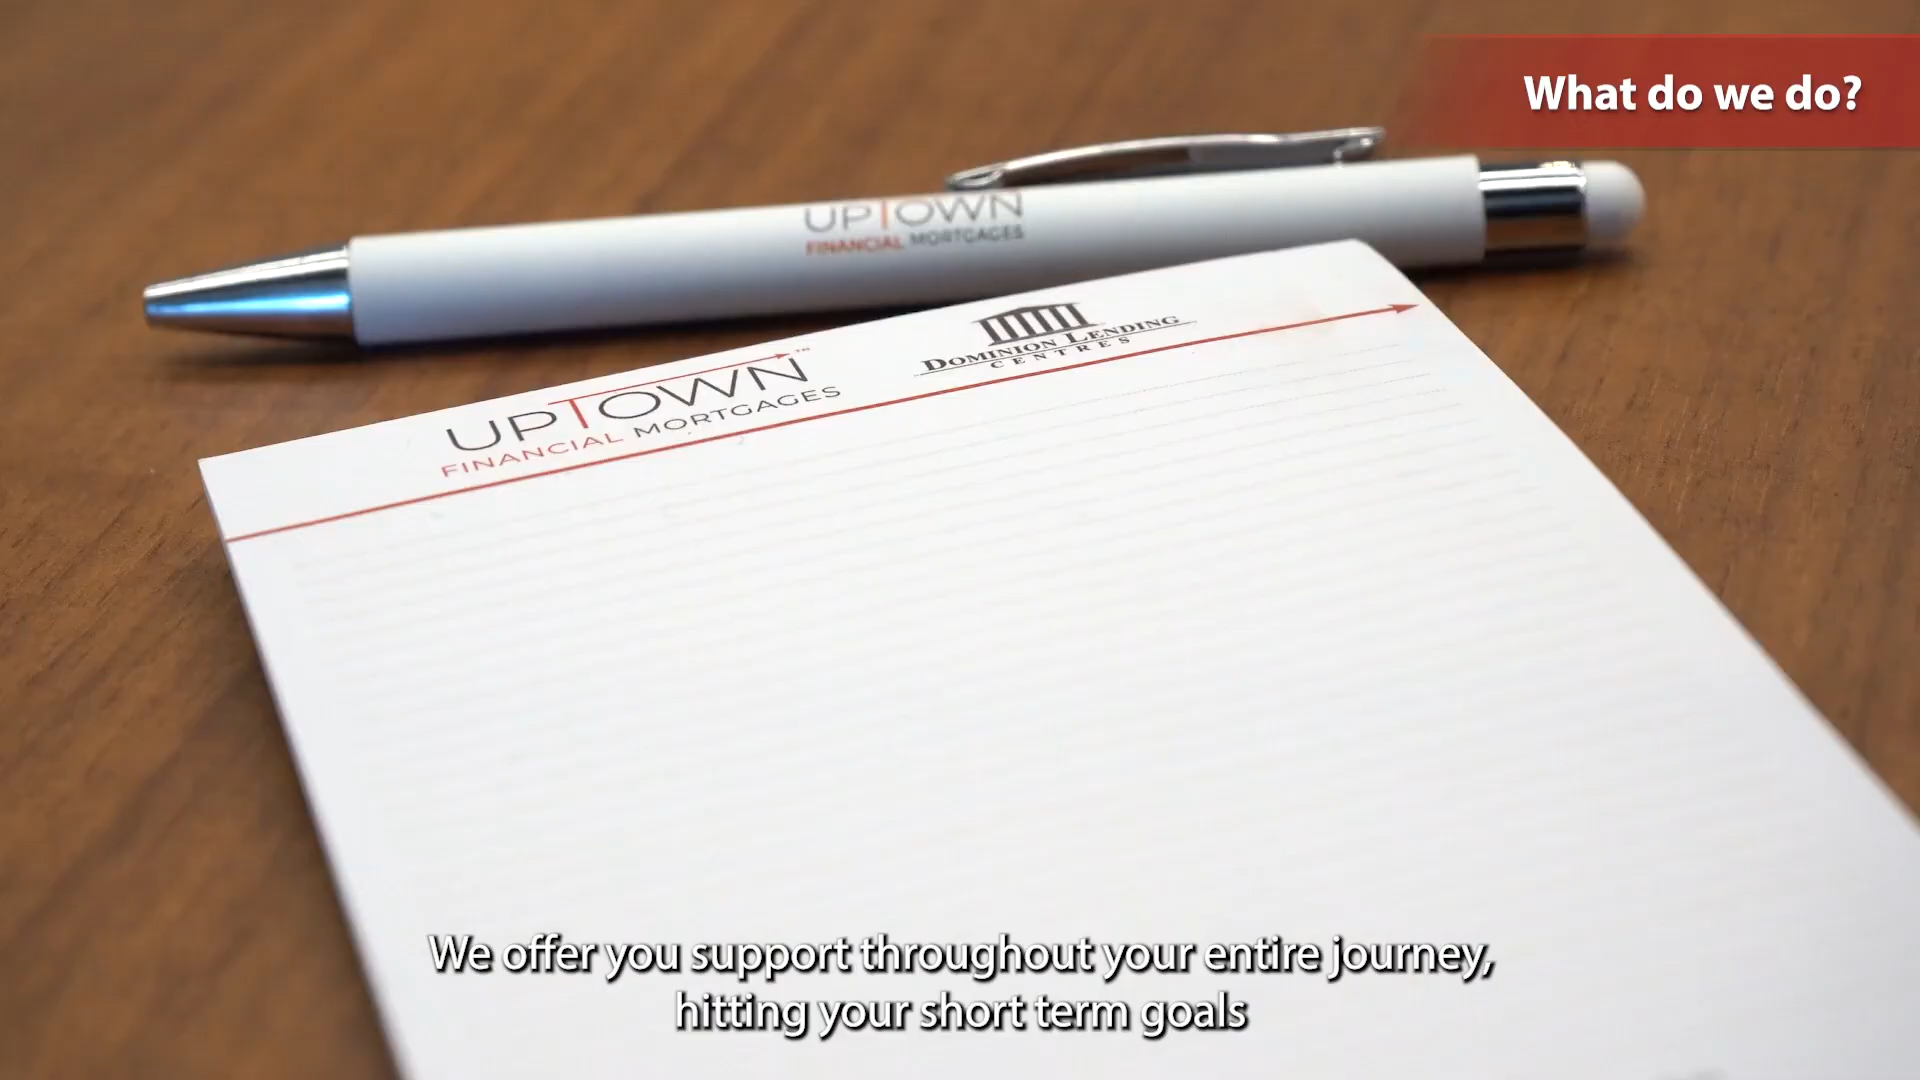 What do we do?
UPTOWN
FINANCIAL MORTGAGES
UPTOWN™
FINANCIAL MORTGAGES
DOMINION LENDING
CENTRES
We offer you support throughout your entire journey,
hitting your short term goals